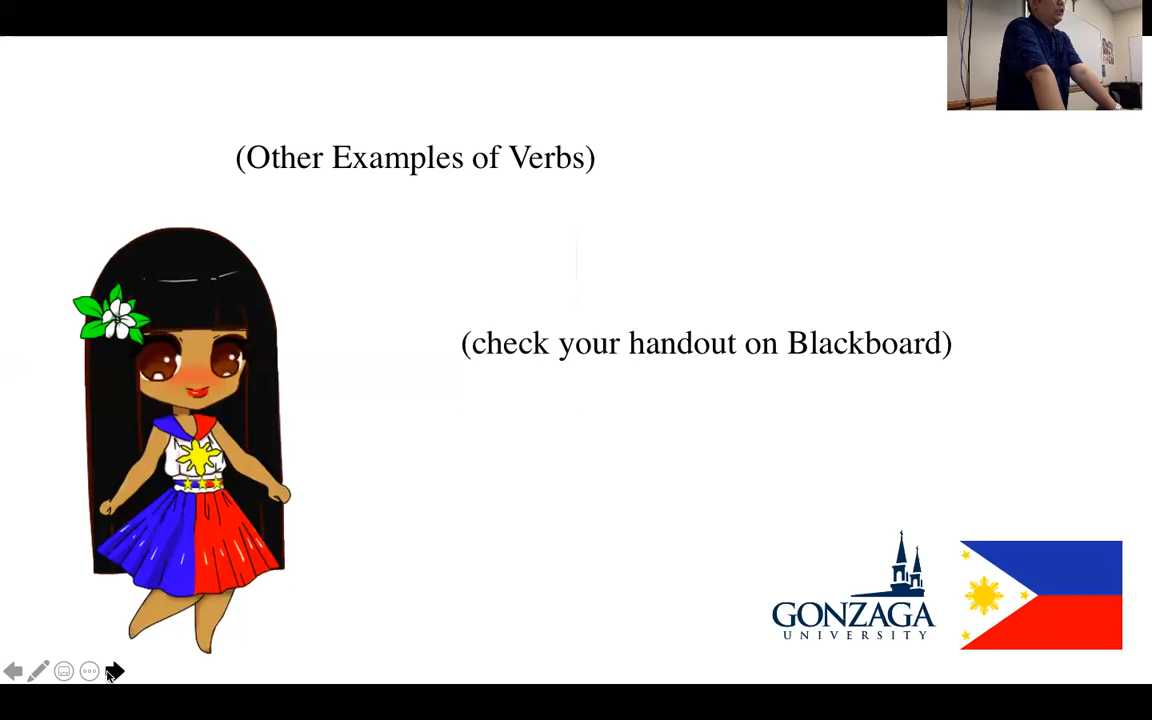 (Other Examples of Verbs)
(check your handout on Blackboard)
GONZAGA
UNIVERSITY